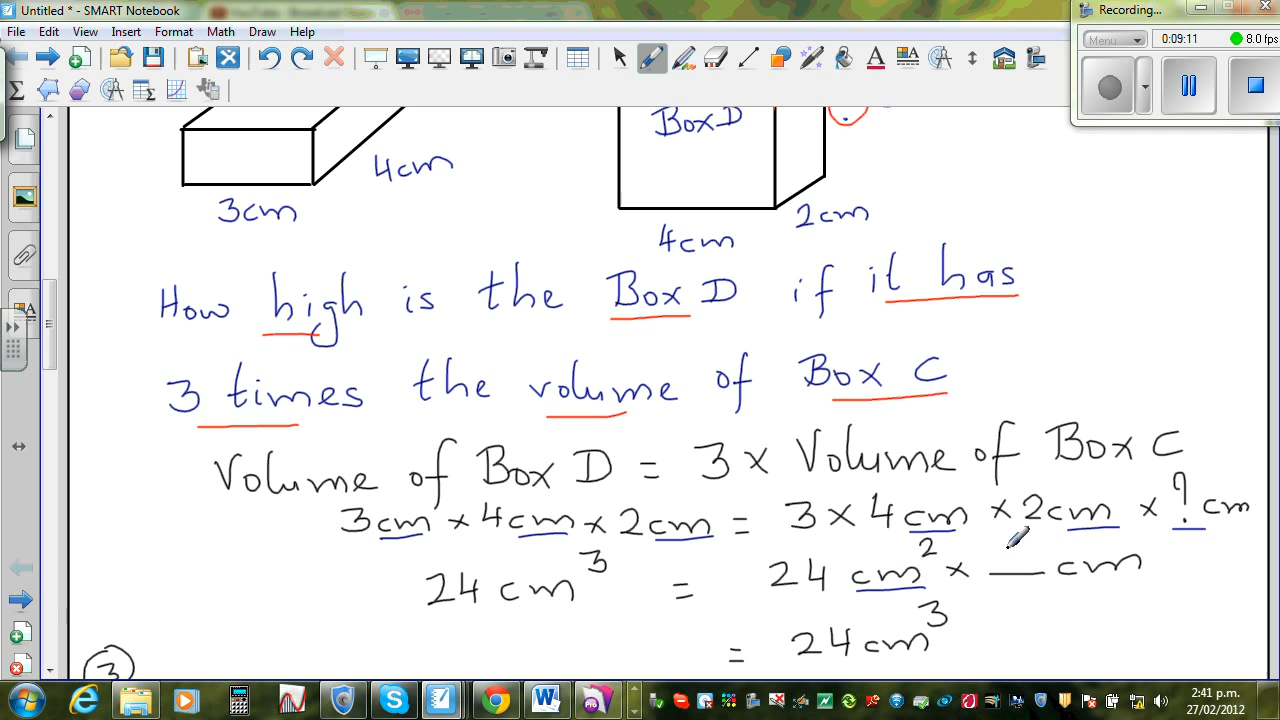 Untitled * - SMART Notebook
Recording...
File Edit View Insert Format Math Draw Help
Menu
0:09:11
8.0 fps
Box D
?
4cm
3cm
2cm
4cm
How high is the Box D if it has
3 times the volume of Box C
Volume of Box D = 3 × Volume of Box C
3cm × 4cm × 2cm = 3 × 4cm × 2cm × ? cm
24 cm³ = 24 cm² × __ cm
= 24cm³
3
2:41 p.m.
27/02/2012